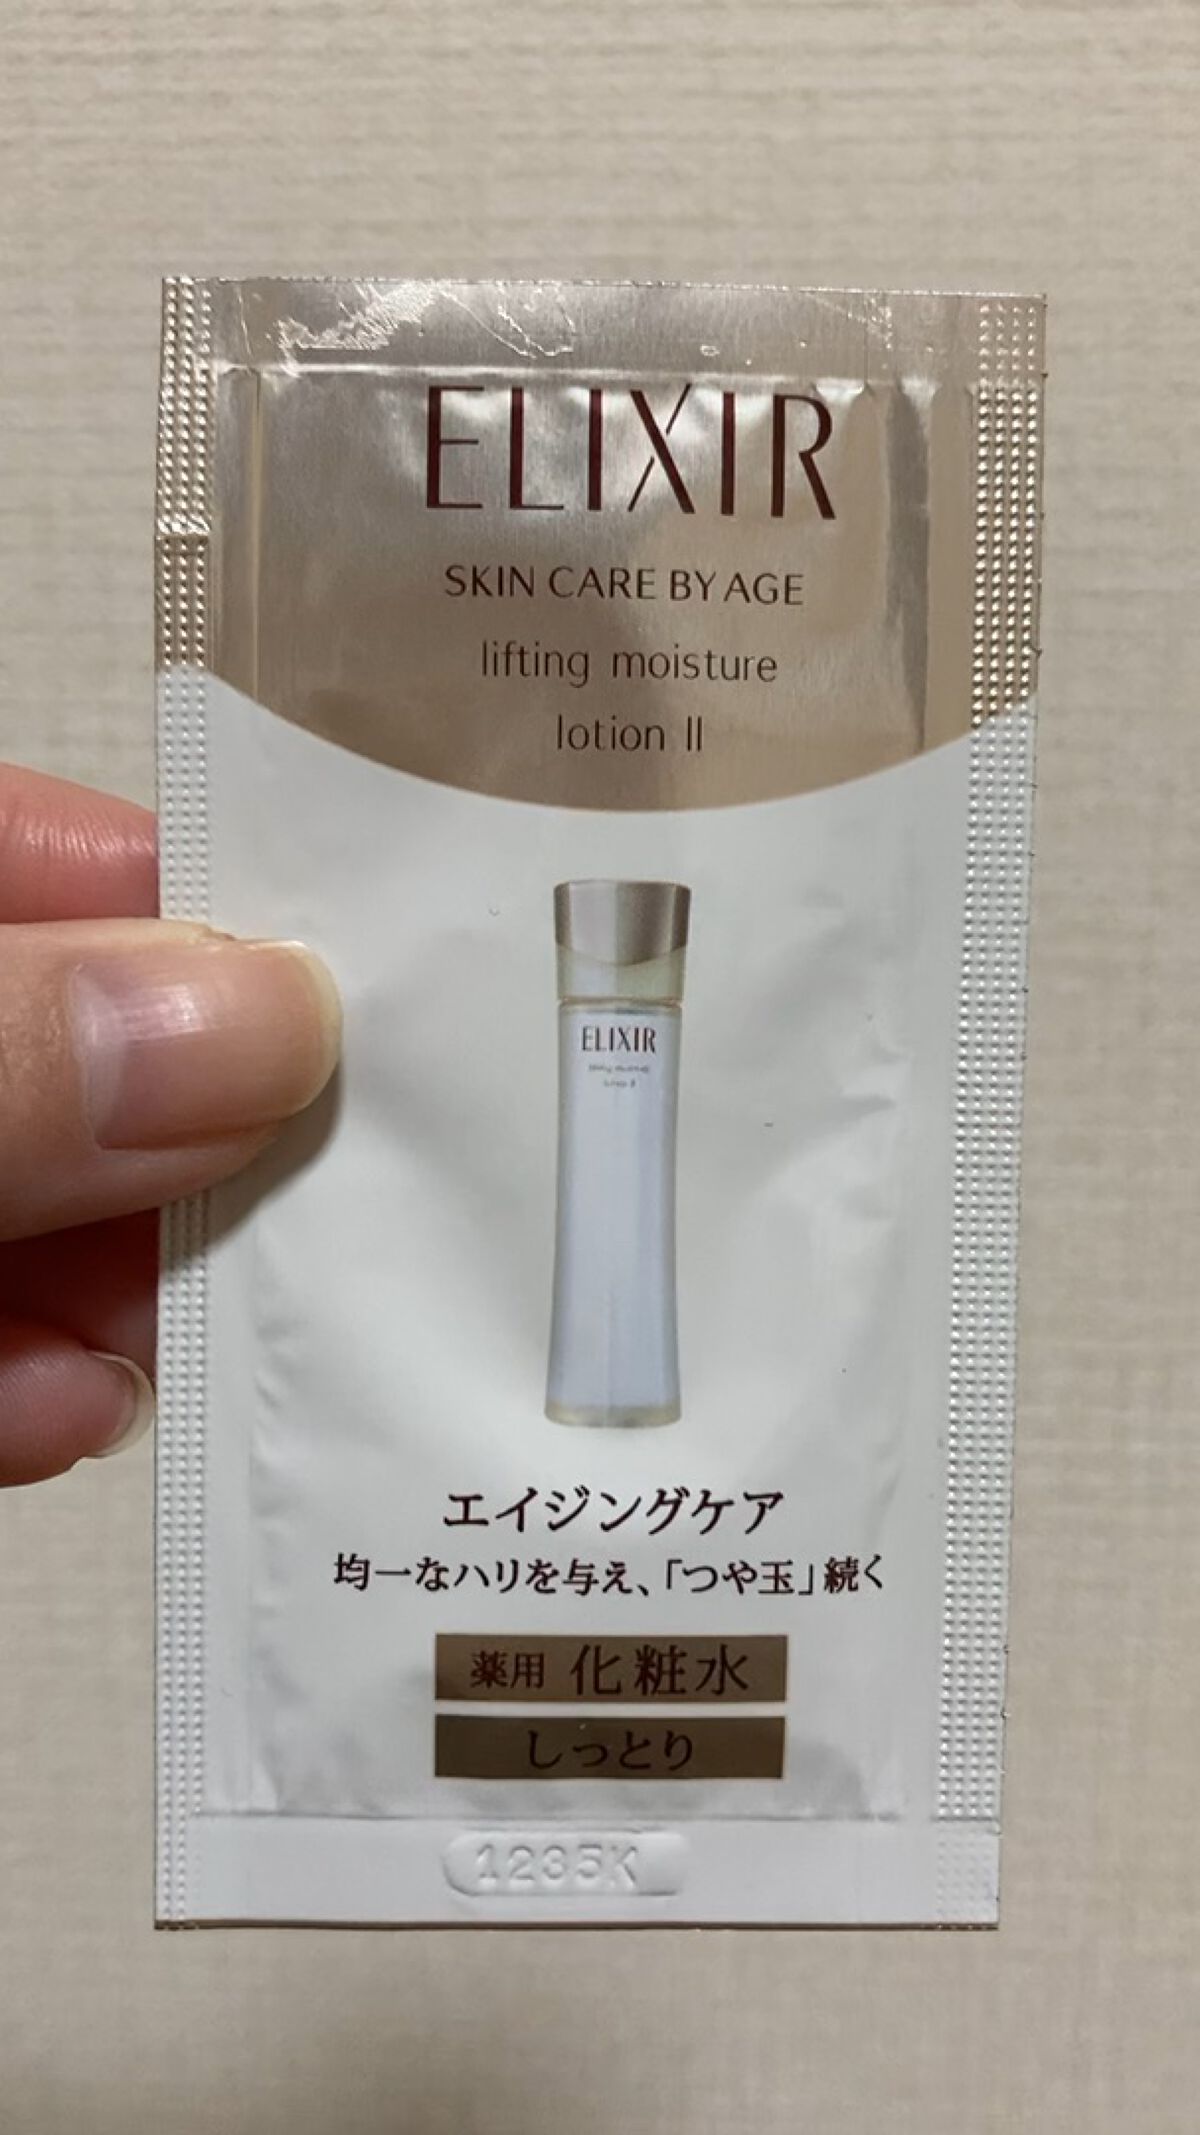 ELIXIR
SKIN CARE BY AGE
lifting moisture
lotion II
ELIXIR
エイジングケア
均一なハリを与え、「つや玉」続く
薬用 化粧水
しっとり
1235K